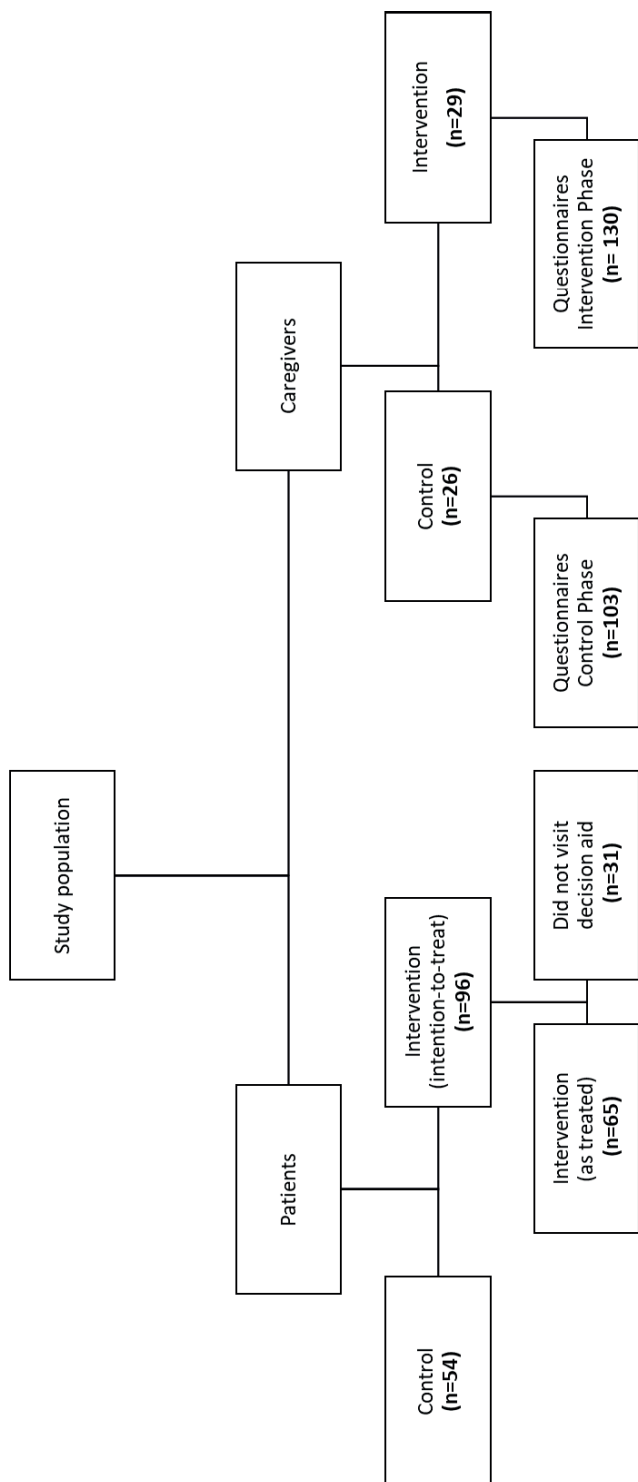 Study population
Patients
Caregivers
Control
(n=54)
Intervention
(intention-to-treat)
(n=96)
Control
(n=26)
Intervention
(n=29)
Intervention
(as treated)
(n=65)
Did not visit
decision aid
(n=31)
Questionnaires
Control Phase
(n=103)
Questionnaires
Intervention Phase
(n= 130)